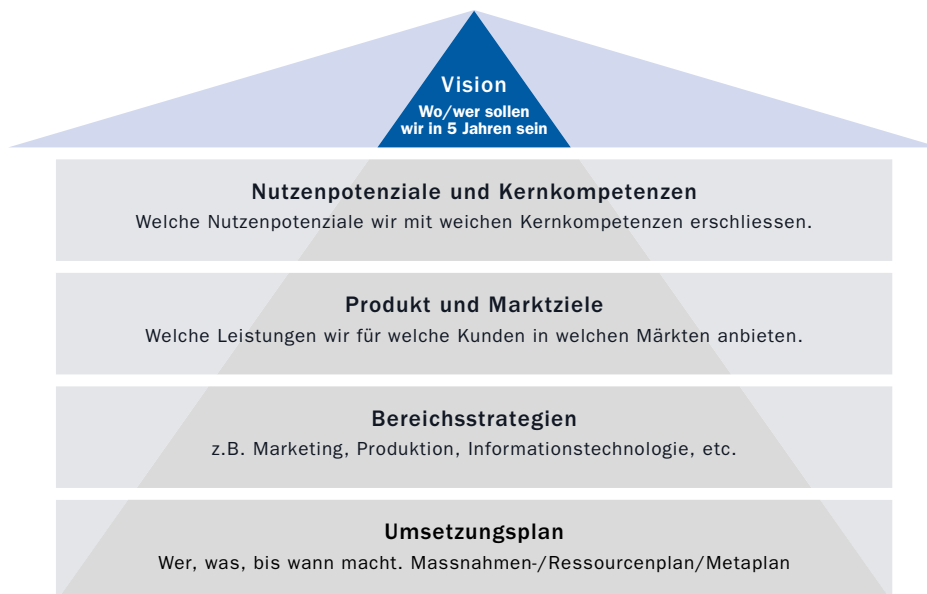 Vision
Wo/wer sollen
wir in 5 Jahren sein
Nutzenpotenziale und Kernkompetenzen
Welche Nutzenpotenziale wir mit weichen Kernkompetenzen erschliessen.
Produkt und Marktziele
Welche Leistungen wir für welche Kunden in welchen Märkten anbieten.
Bereichsstrategien
z.B. Marketing, Produktion, Informationstechnologie, etc.
Umsetzungsplan
Wer, was, bis wann macht. Massnahmen-/Ressourcenplan/Metaplan